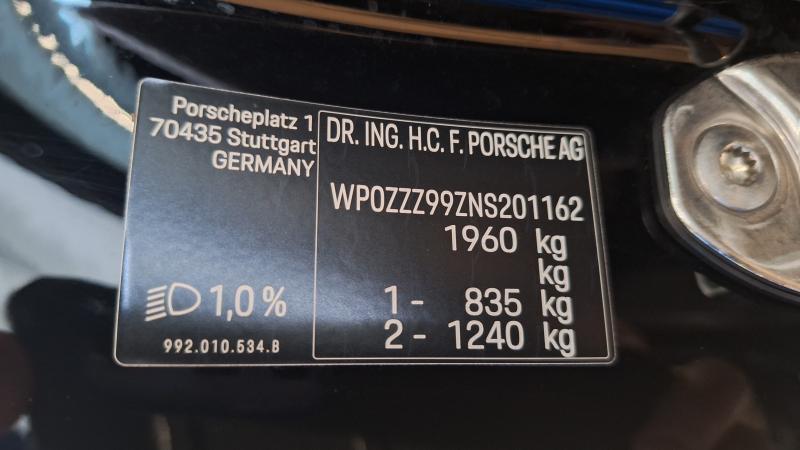 Porscheplatz 1
70435 Stuttgart
GERMANY
DR. ING. H.C. F. PORSCHE AG
WP0ZZZ99ZNS201162
1960 kg
kg
1- 835 kg
2- 1240 kg
1,0%
992.010.534.B